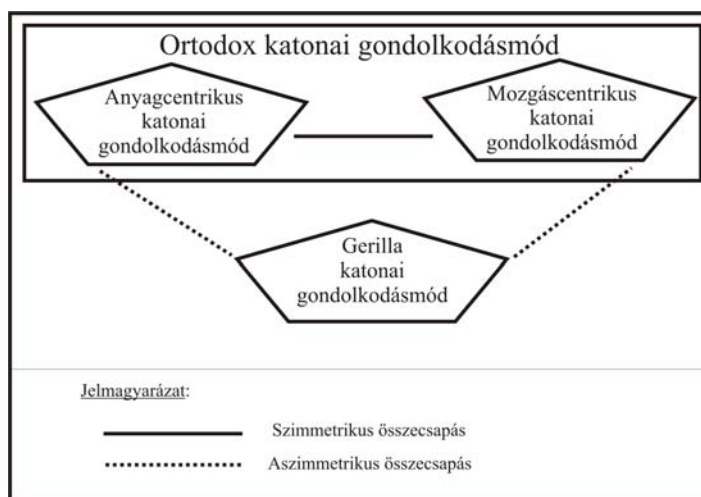 Ortodox katonai gondolkodásmód
Anyagcentrikus
katonai
gondolkodásmód
Mozgáscentrikus
katonai
gondolkodásmód
Gerilla
katonai
gondolkodásmód
Jelmagyarázat:
Szimmetrikus összecsapás
Aszimmetrikus összecsapás